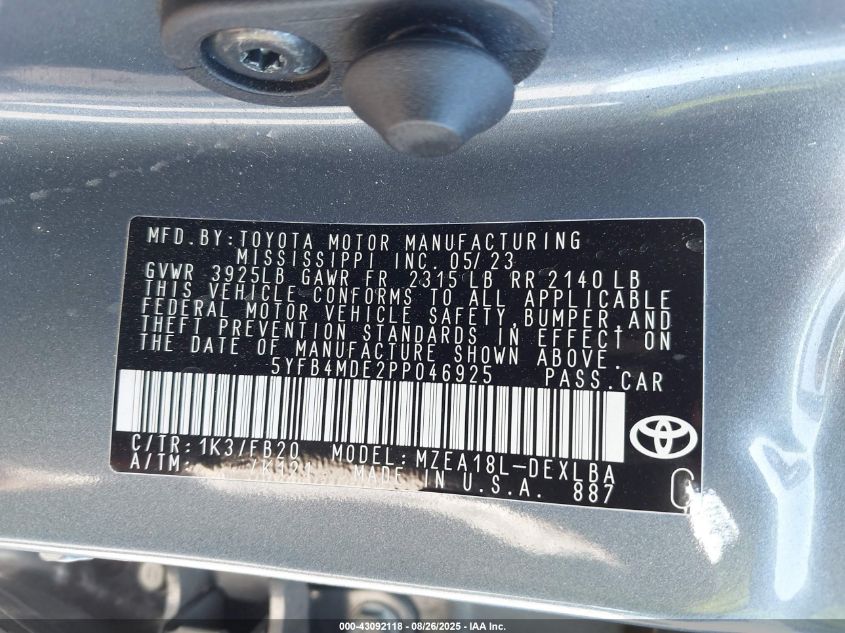 MFD.BY:TOYOTA MOTOR MANUFACTURING
MISSISSIPPI INC. 05/23
GVWR 3925LB GAWR FR 2315 LB RR 2140 LB
THIS VEHICLE CONFORMS TO ALL APPLICABLE
FEDERAL MOTOR VEHICLE SAFETY,BUMPER,AND
THEFT PREVENTION STANDARDS IN EFFECT ON
THE DATE OF MANUFACTURE SHOWN ABOVE.
5YFB4MDE2PP046925 PASS.CAR
C/TR:1K3/FB20 MODEL:MZEA18L-DEXLBA
A/TM: /K121 MADE IN U.S.A. 887
000-43092118 - 08/26/2025 - IAA Inc.